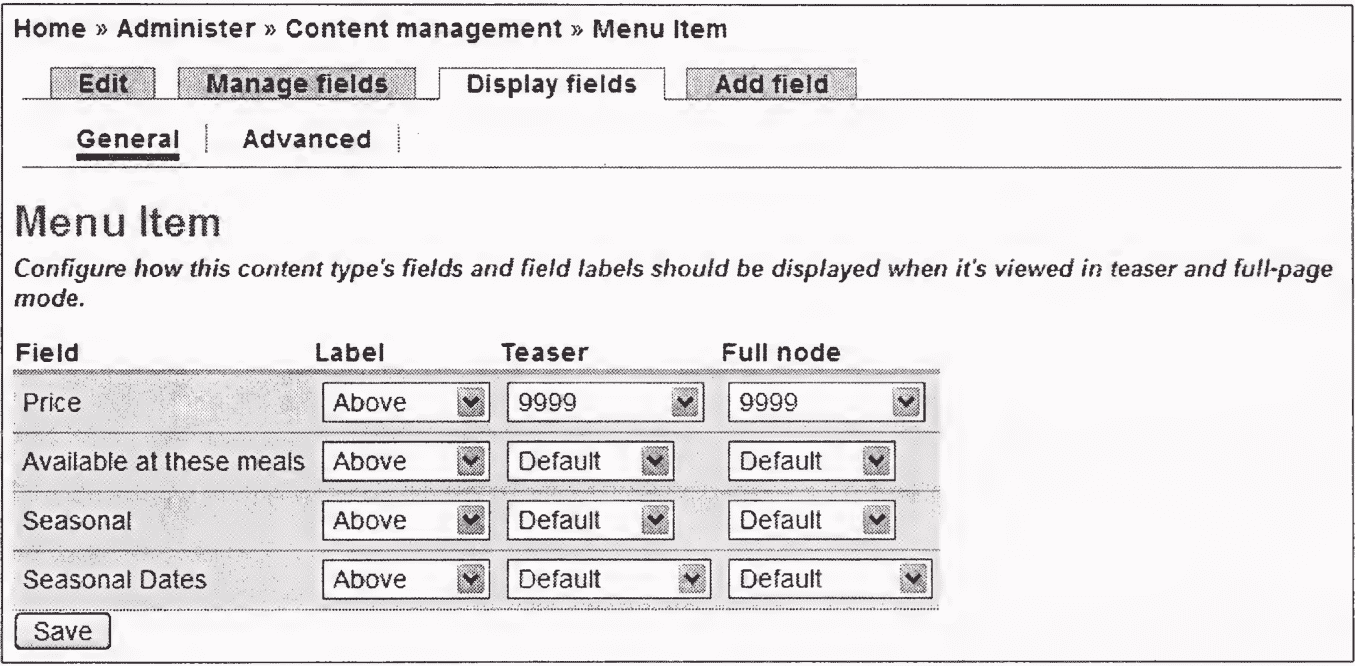 Home » Administer » Content management » Menu Item
Edit Manage fields Display fields Add field
General Advanced
Menu Item
Configure how this content type's fields and field labels should be displayed when it's viewed in teaser and full-page
mode.
Field Label Teaser Full node
Price Above 9999 9999
Available at these meals Above Default Default
Seasonal Above Default Default
Seasonal Dates Above Default Default
Save